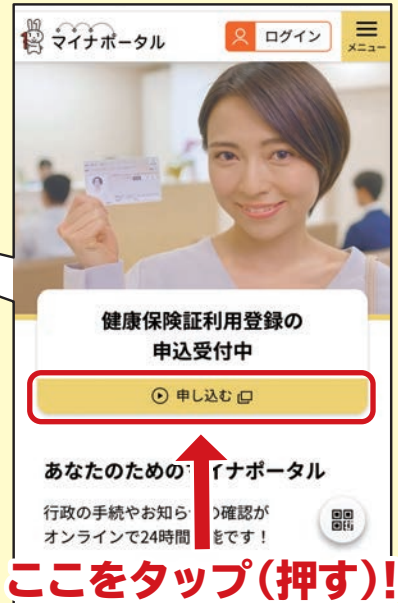 マイナポータル
ログイン
メニュー
健康保険証利用登録の
申込受付中
申し込む
あなたのための イナポータル
行政の手続やお知ら の確認が
オンラインで24時間 能です!
ここをタップ(押す)!